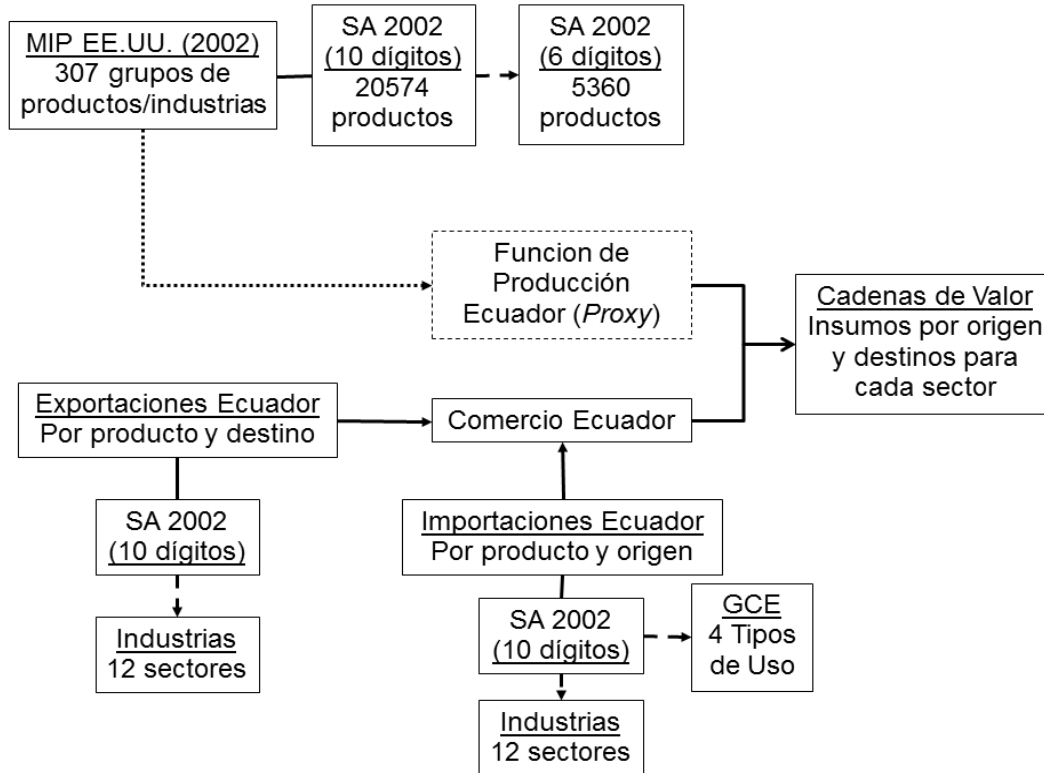 MIP EE.UU. (2002)
307 grupos de
productos/industrias
SA 2002
(10 dígitos)
20574
productos
SA 2002
(6 dígitos)
5360
productos
Funcion de
Producción
Ecuador (Proxy)
Cadenas de Valor
Insumos por origen
y destinos para
cada sector
Exportaciones Ecuador
Por producto y destino
Comercio Ecuador
SA 2002
(10 dígitos)
Industrias
12 sectores
Importaciones Ecuador
Por producto y origen
SA 2002
(10 dígitos)
GCE
4 Tipos
de Uso
Industrias
12 sectores